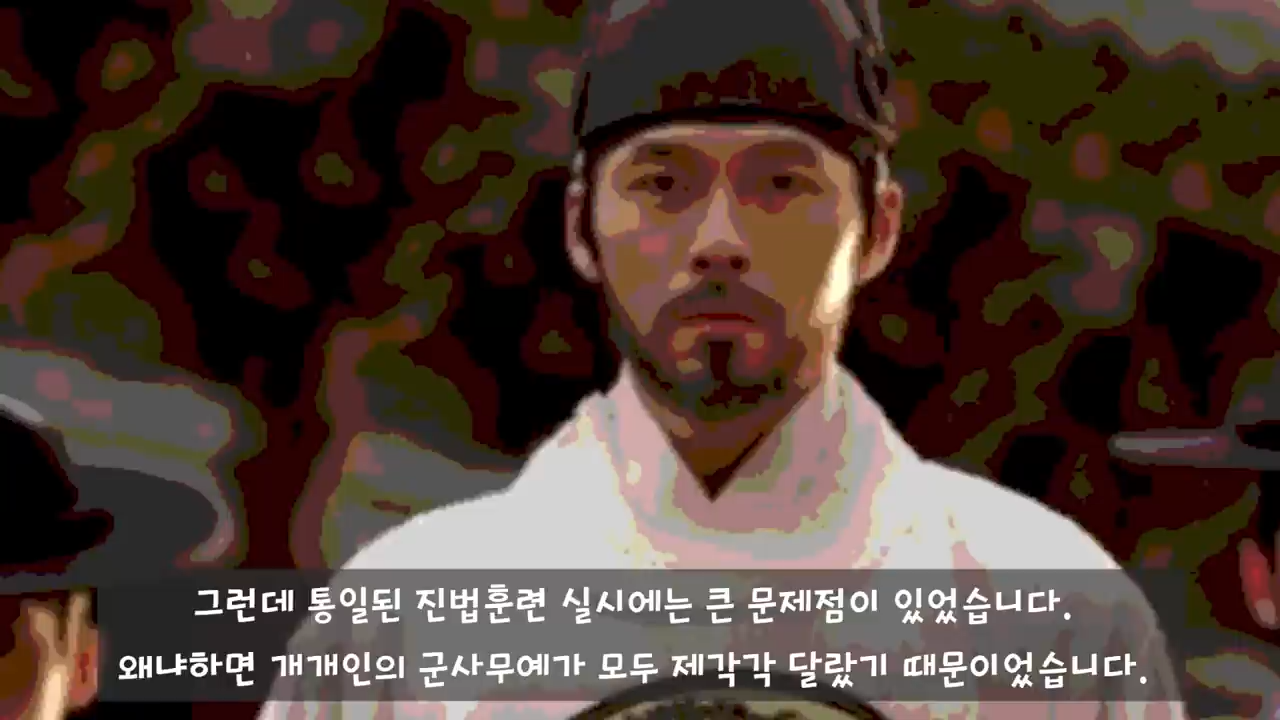 그런데 통일된 진법훈련 실시에는 큰 문제점이 있었습니다.
왜냐하면 개개인의 군사무예가 모두 제각각 달랐기 때문이었습니다.